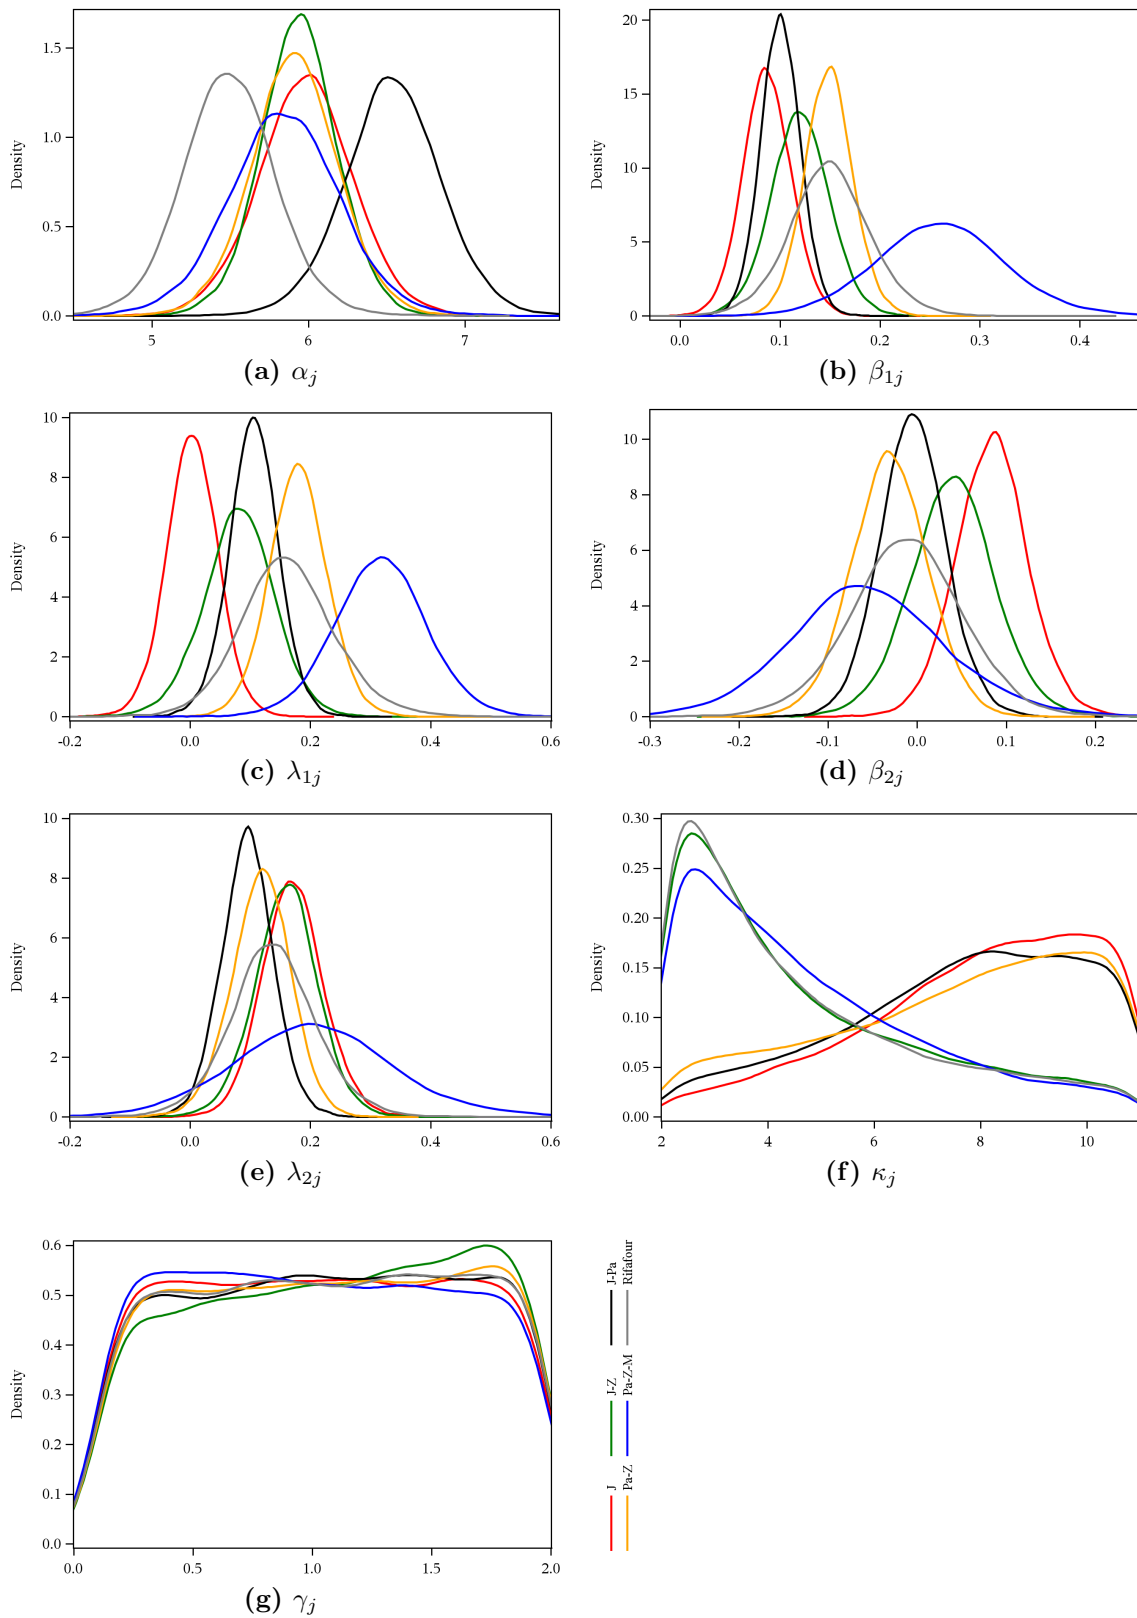 1.5
1.0
0.5
0.0
Density
5 6 7
(a) αj
20
15
10
5
0
Density
0.0 0.1 0.2 0.3 0.4
(b) β1j
10
8
6
4
2
0
Density
-0.2 0.0 0.2 0.4 0.6
(c) λ1j
10
8
6
4
2
0
Density
-0.3 -0.2 -0.1 0.0 0.1 0.2
(d) β2j
10
8
6
4
2
0
Density
-0.2 0.0 0.2 0.4 0.6
(e) λ2j
0.30
0.25
0.20
0.15
0.10
0.05
0.00
Density
2 4 6 8 10
(f) κj
0.6
0.5
0.4
0.3
0.2
0.1
0.0
Density
0.0 0.5 1.0 1.5 2.0
(g) γj
J J-Z J-Pa
Pa-Z Pa-Z-M Rifafour